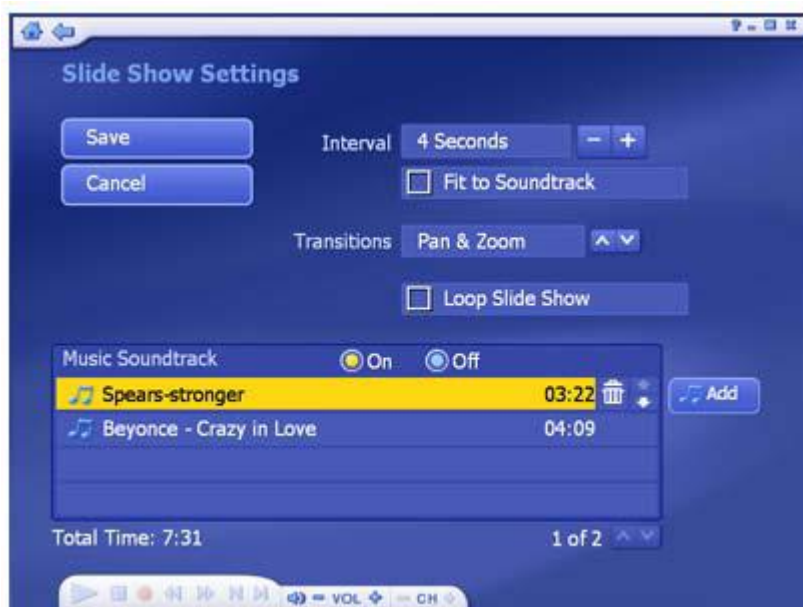 Slide Show Settings
Save
Interval 4 Seconds - +
Cancel
Fit to Soundtrack
Transitions Pan & Zoom
Loop Slide Show
Music Soundtrack On Off
Spears-stronger 03:22
Add
Beyonce - Crazy in Love 04:09
Total Time: 7:31 1 of 2
- VOL + - CH +